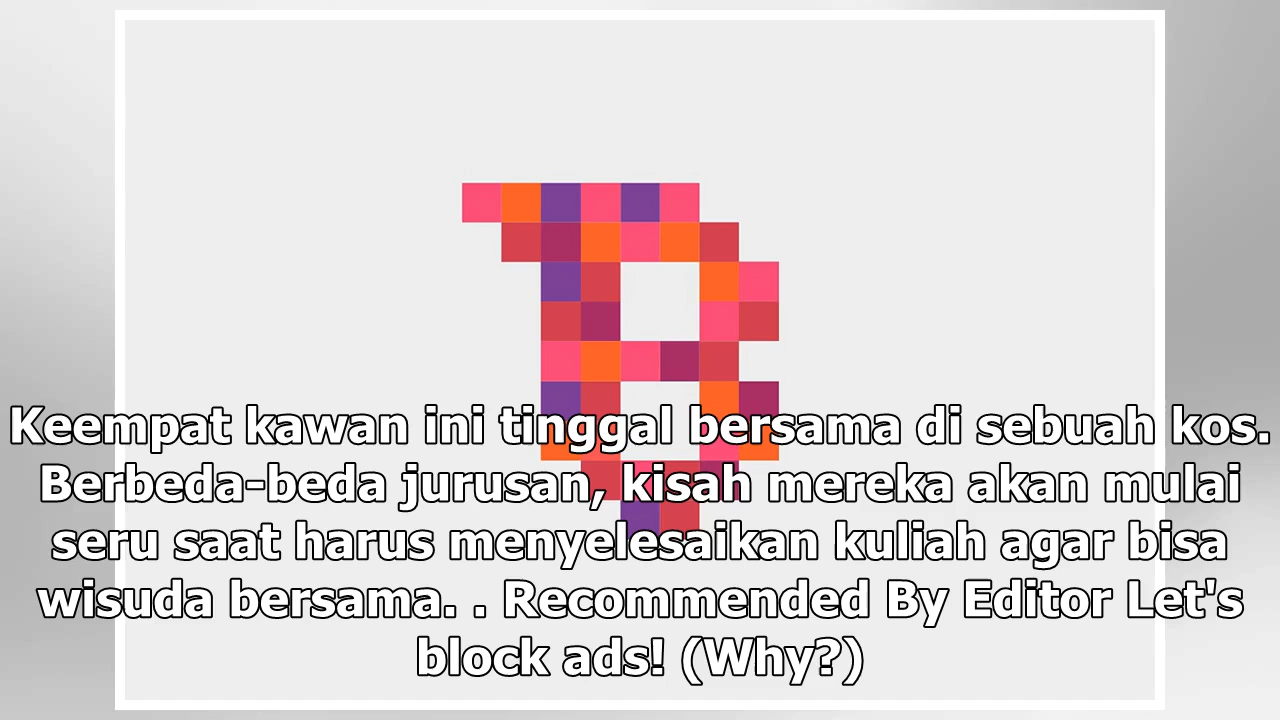 Keempat kawan ini tinggal bersama di sebuah kos.
Berbeda-beda jurusan, kisah mereka akan mulai
seru saat harus menyelesaikan kuliah agar bisa
wisuda bersama. . Recommended By Editor Let's
block ads! (Why?)